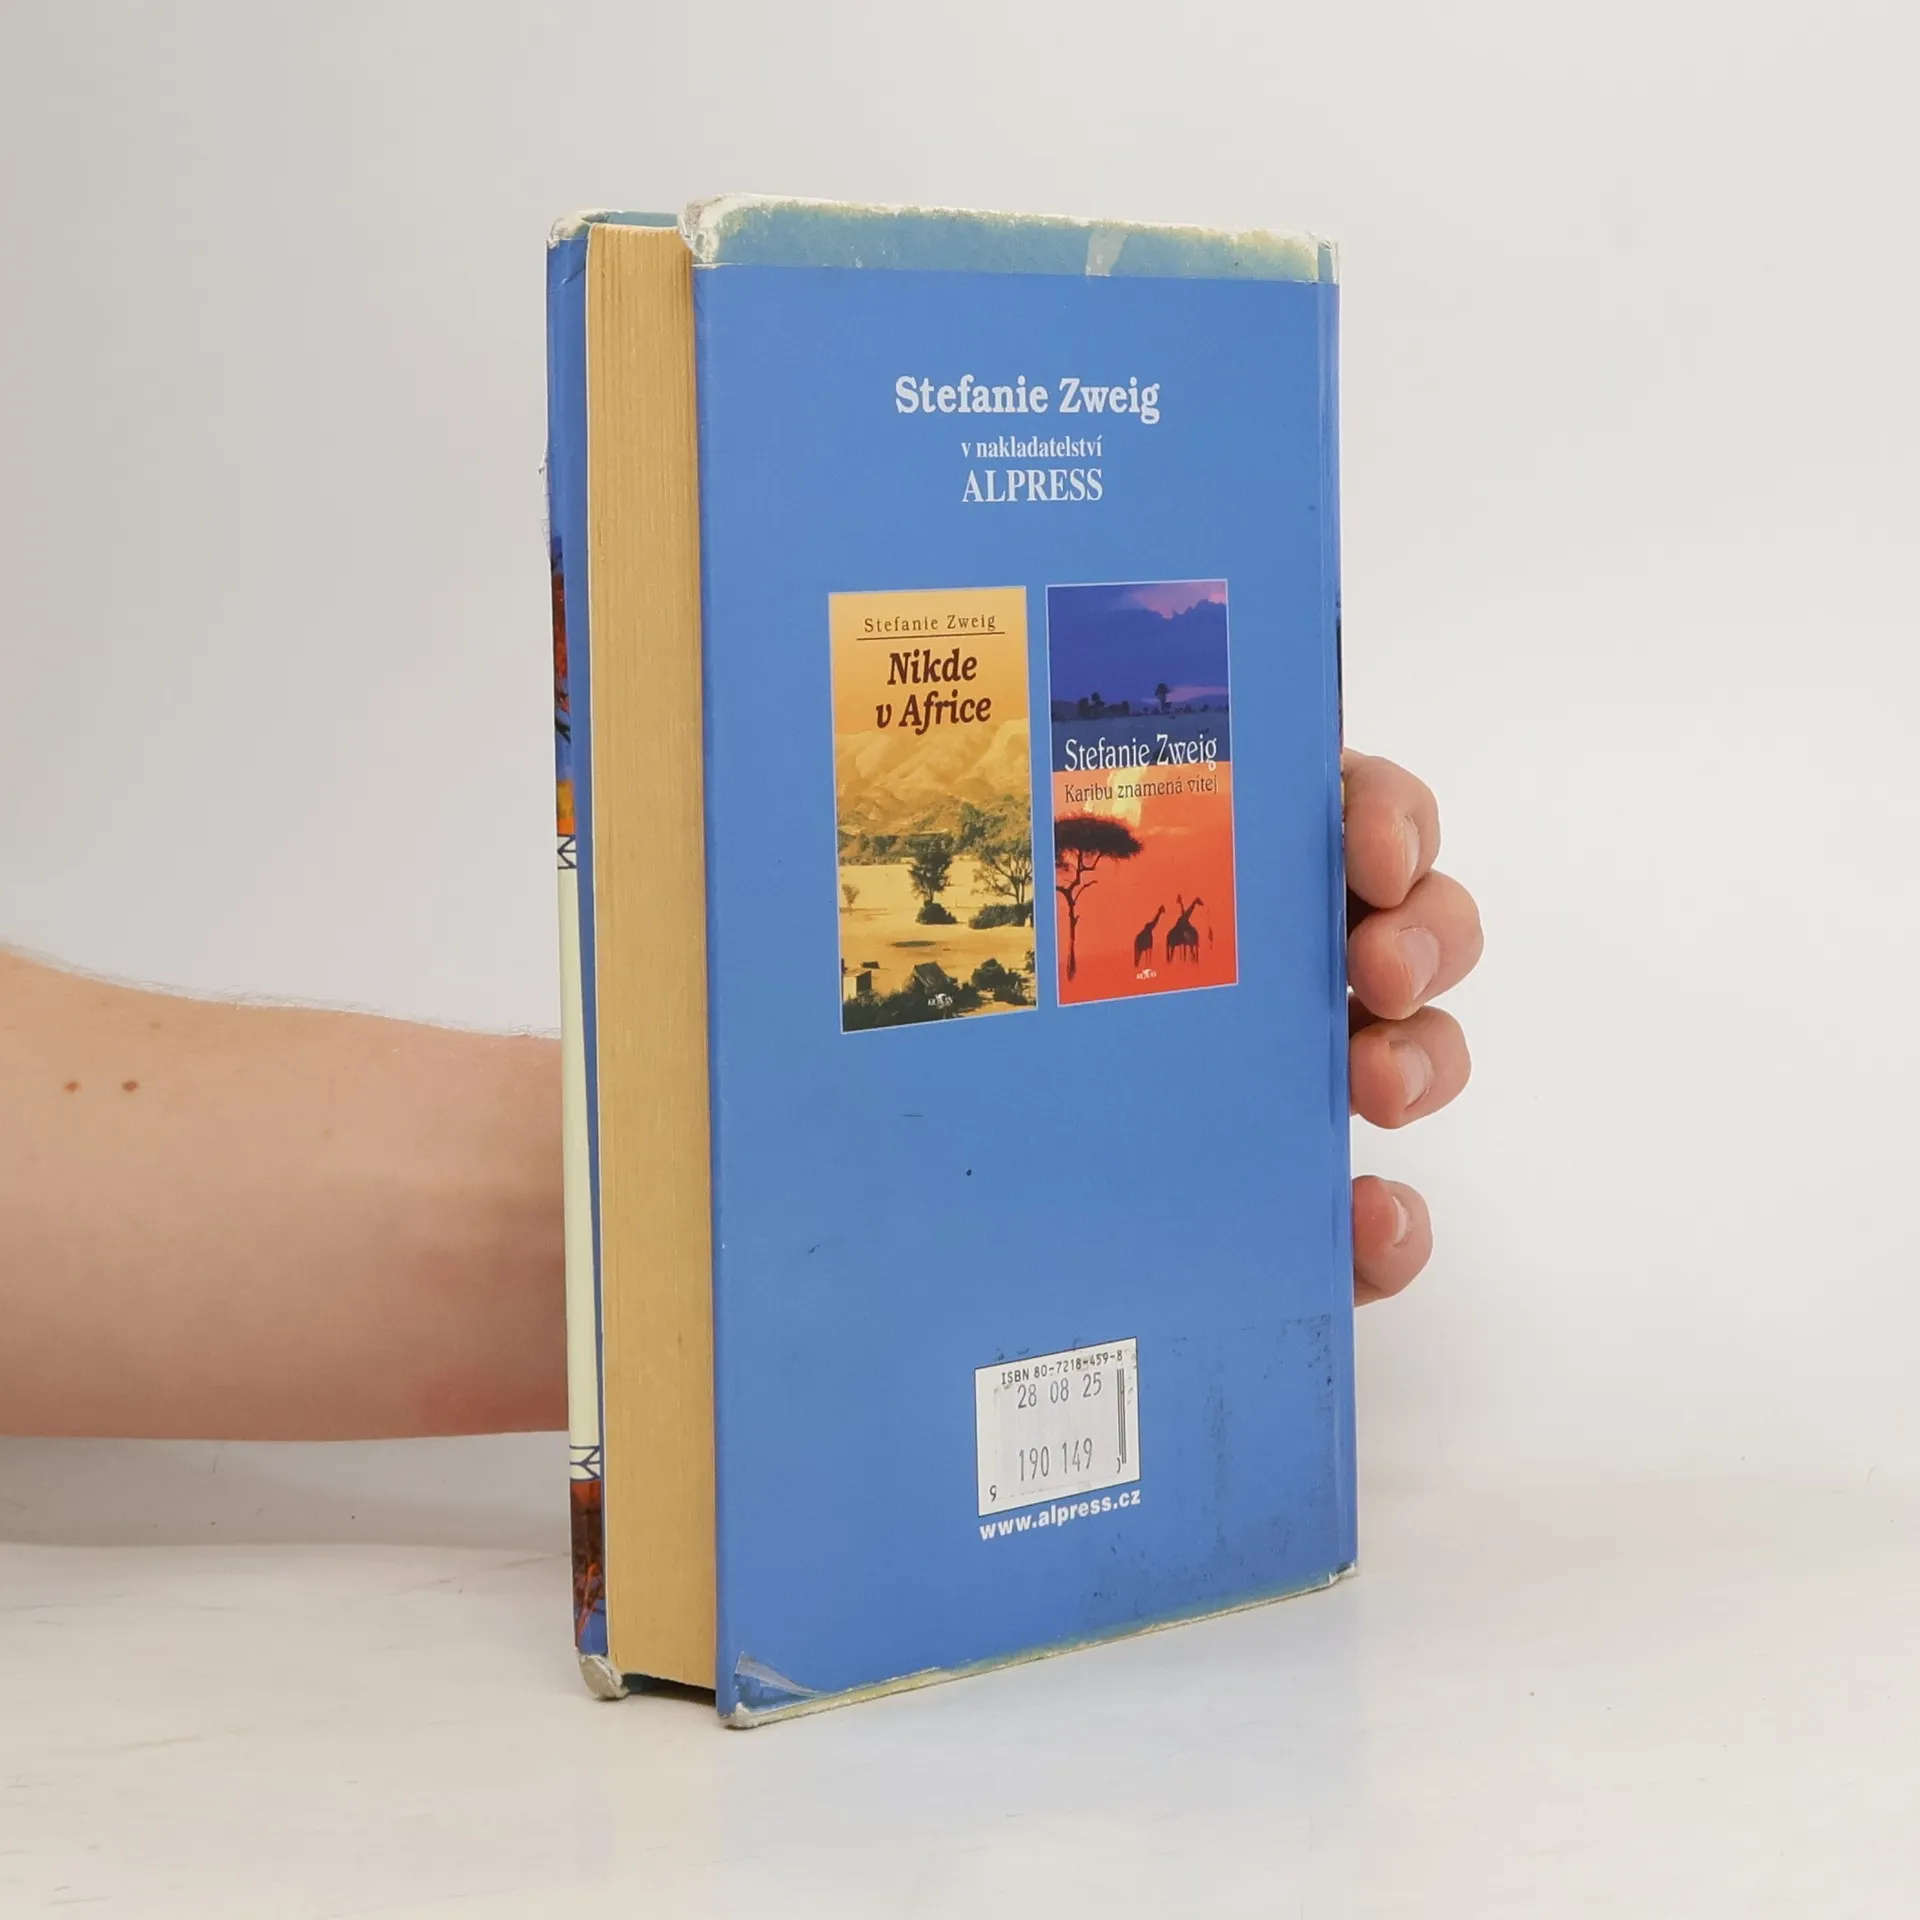 Stefanie Zweig
v nakladatelství
ALPRESS
Stefanie Zweig
Nikde
v Africe
Stefanie Zweig
Karibu znamená vítej
ISBN 80-7218-459-8
28 08 25
190 149
9
www.alpress.cz